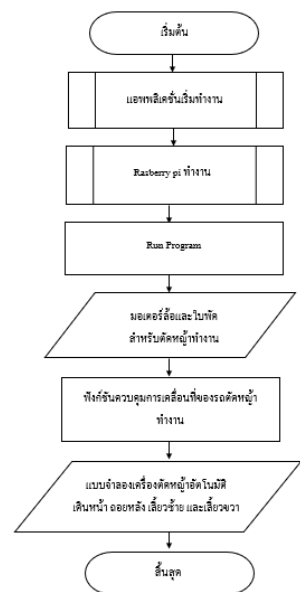 เริ่มต้น
แอพพลิเคชั่นเริ่มทำงาน
Rasberry pi ทำงาน
Run Program
มอเตอร์ล้อและใบพัด
สำหรับตัดหญ้าทำงาน
ฟังก์ชันควบคุมการเคลื่อนที่ของรถตัดหญ้า
ทำงาน
แบบจำลองเครื่องตัดหญ้าอัตโนมัติ
เดินหน้า ถอยหลัง เลี้ยวซ้าย และเลี้ยวขวา
สิ้นสุด